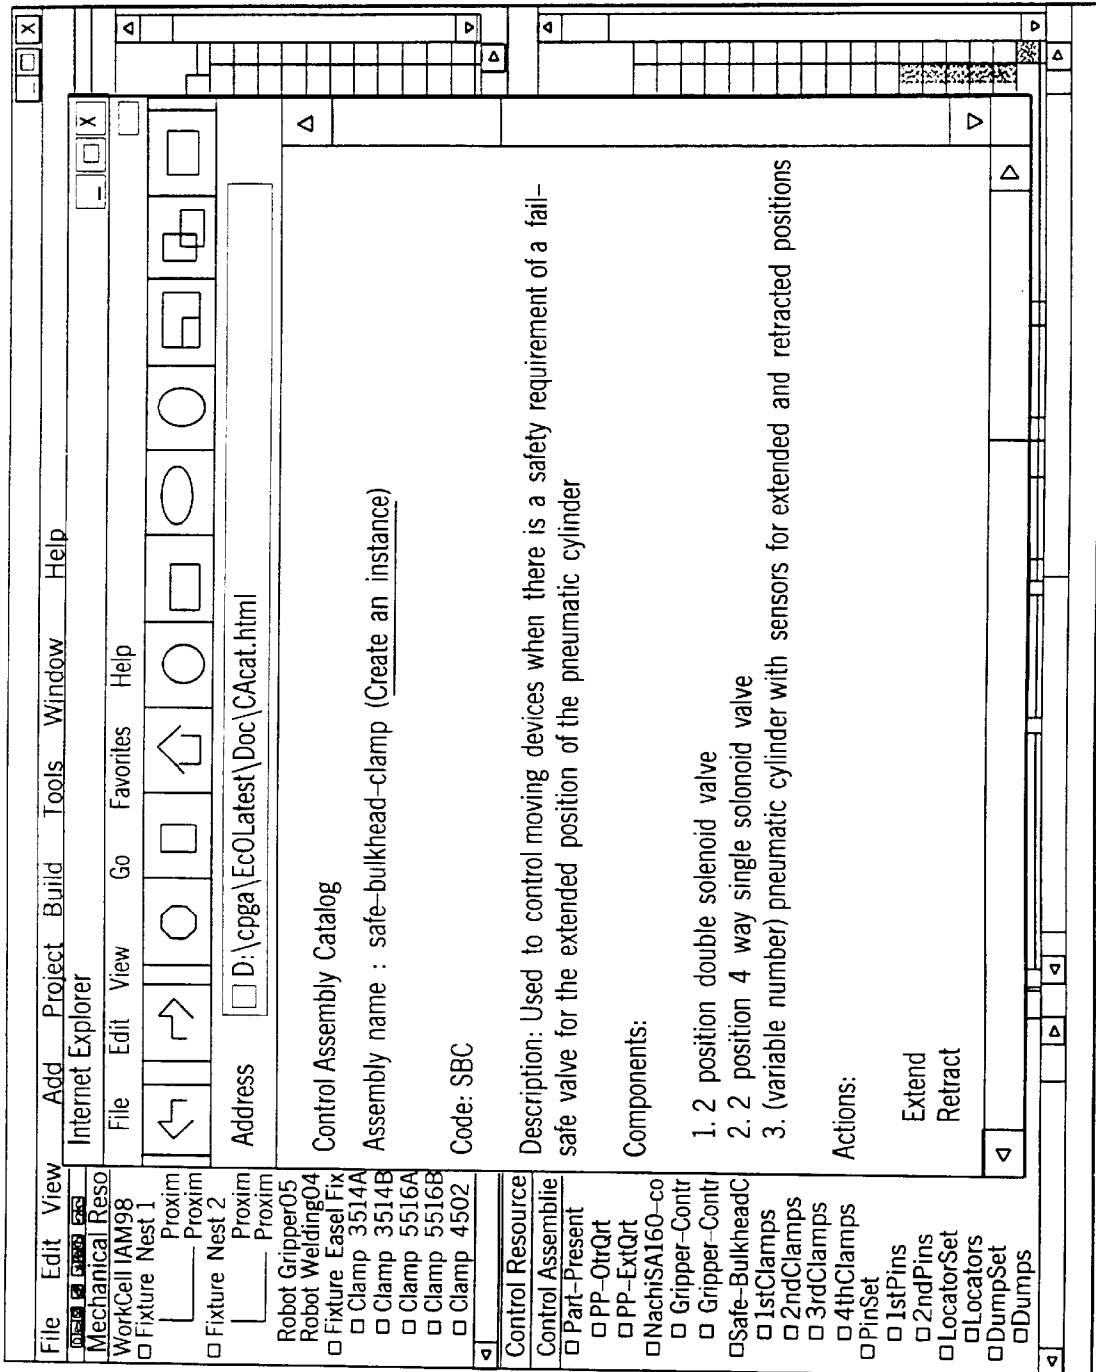 File Edit View Add Project Build Tools Window Help
Mechanical Reso
WorkCell IAM98
Fixture Nest 1
Proxim
Proxim
Fixture Nest 2
Proxim
Proxim
Robot Gripper05
Robot Welding04
Fixture Easel Fix
Clamp 3514A
Clamp 3514B
Clamp 5516A
Clamp 5516B
Clamp 4502
Control Resource
Control Assemblie
Part-Present
PP-OtrQrt
PP-ExtQrt
NachiSA160-co
Gripper-Contr
Gripper-Contr
Safe-BulkheadC
1stClamps
2ndClamps
3rdClamps
4thClamps
PinSet
1stPins
2ndPins
LocatorSet
Locators
DumpSet
Dumps
Internet Explorer
File Edit View Go Favorites Help
Address D:\cpga\EcOLatest\Doc\CAcat.html
Control Assembly Catalog
Assembly name : safe-bulkhead-clamp (Create an instance)
Code: SBC
Description: Used to control moving devices when there is a safety requirement of a fail-
safe valve for the extended position of the pneumatic cylinder
Components:
1. 2 position double solenoid valve
2. 2 position 4 way single solonoid valve
3. (variable number) pneumatic cylinder with sensors for extended and retracted positions
Actions:
Extend
Retract